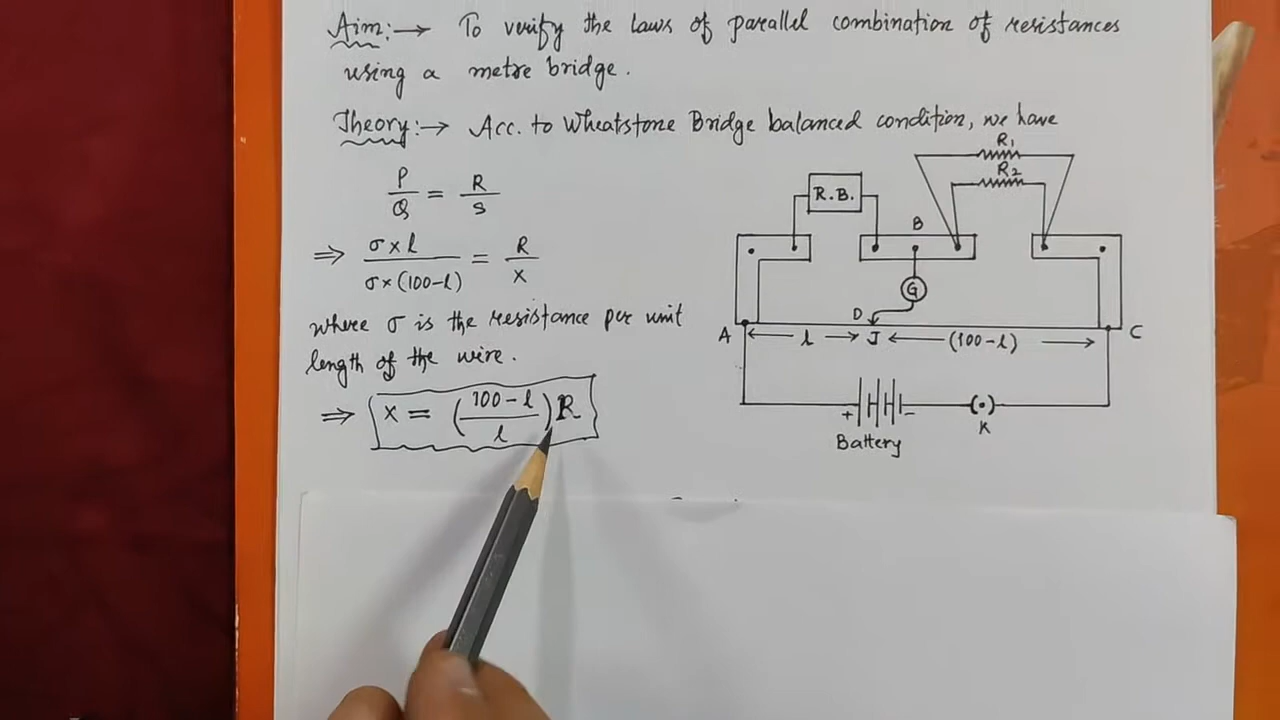 Aim:→ To verify the laws of parallel combination of resistances
using a metre bridge.
Theory:→ Acc. to Wheatstone Bridge balanced condition, we have
P/Q = R/S
⇒ σ×l / σ×(100-l) = R/X
where σ is the resistance per unit
length of the wire.
⇒ X = (100-l / l) R
R1
R2
R.B.
B
G
D
A ← l → J ← (100-l) → C
+ -
Battery
K